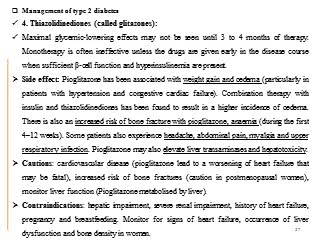 ❑ Management of type 2 diabetes
✓ 4. Thiazolidinediones (called glitazones):
✓ Maximal glycemic-lowering effects may not be seen until 3 to 4 months of therapy.
Monotherapy is often ineffective unless the drugs are given early in the disease course
when sufficient β-cell function and hyperinsulinemia are present.
➤ Side effect: Pioglitazone has been associated with weight gain and oedema (particularly in
patients with hypertension and congestive cardiac failure). Combination therapy with
insulin and thiazolidinediones has been found to result in a higher incidence of oedema.
There is also an increased risk of bone fracture with pioglitazone, anaemia (during the first
4–12 weeks). Some patients also experience headache, abdominal pain, myalgia and upper
respiratory infection. Pioglitazone may also elevate liver transaminases and hepatotoxicity.
➤ Cautions: cardiovascular disease (pioglitazone lead to a worsening of heart failure that
may be fatal), increased risk of bone fractures (caution in postmenopausal women),
monitor liver function (Pioglitazone metabolised by liver).
➤ Contraindications: hepatic impairment, severe renal impairment, history of heart failure,
pregnancy and breastfeeding. Monitor for signs of heart failure, occurrence of liver
dysfunction and bone density in women.
27